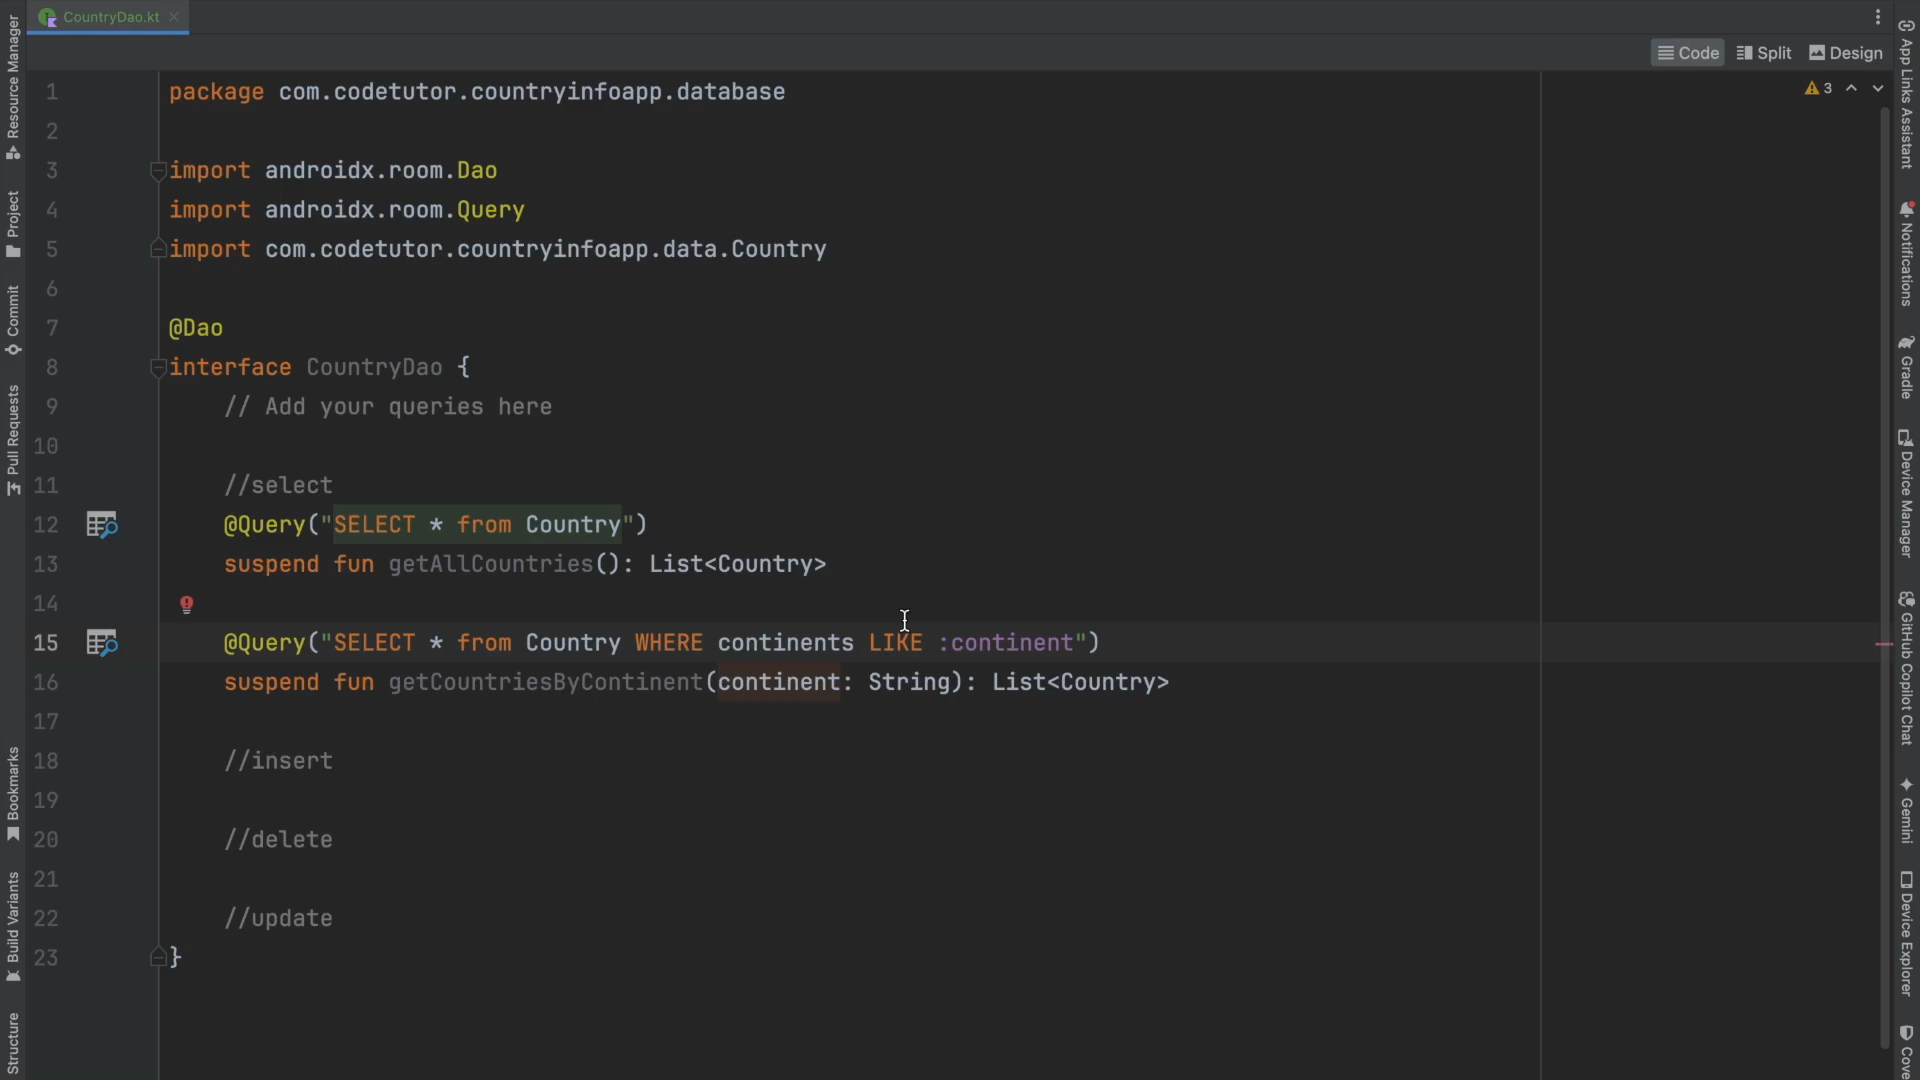 CountryDao.kt
Code Split Design
3
1 package com.codetutor.countryinfoapp.database
2
3 import androidx.room.Dao
4 import androidx.room.Query
5 import com.codetutor.countryinfoapp.data.Country
6
7 @Dao
8 interface CountryDao {
9 // Add your queries here
10
11 //select
12 @Query("SELECT * from Country")
13 suspend fun getAllCountries(): List<Country>
14
15 @Query("SELECT * from Country WHERE continents LIKE :continent")
16 suspend fun getCountriesByContinent(continent: String): List<Country>
17
18 //insert
19
20 //delete
21
22 //update
23 }
Resource Manager
Project
Commit
Pull Requests
Bookmarks
Build Variants
Structure
App Links Assistant
Notifications
Gradle
Device Manager
GitHub Copilot Chat
Gemini
Device Explorer
Cove